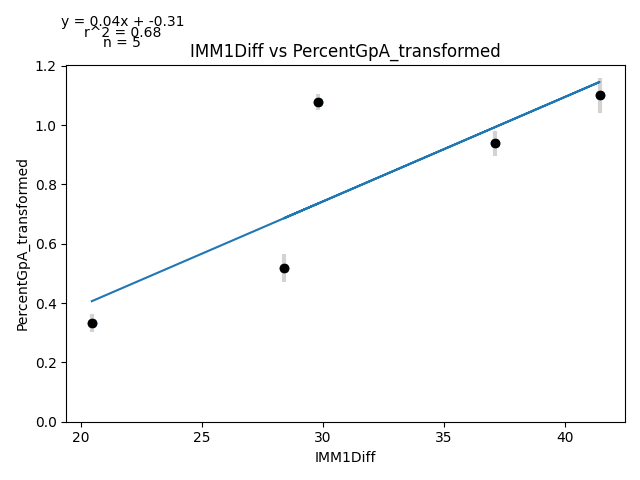 y = 0.04x + -0.31
r^2 = 0.68
n = 5
IMM1Diff vs PercentGpA_transformed
1.2
1.0
0.8
0.6
0.4
0.2
0.0
PercentGpA_transformed
20
25
30
35
40
IMM1Diff